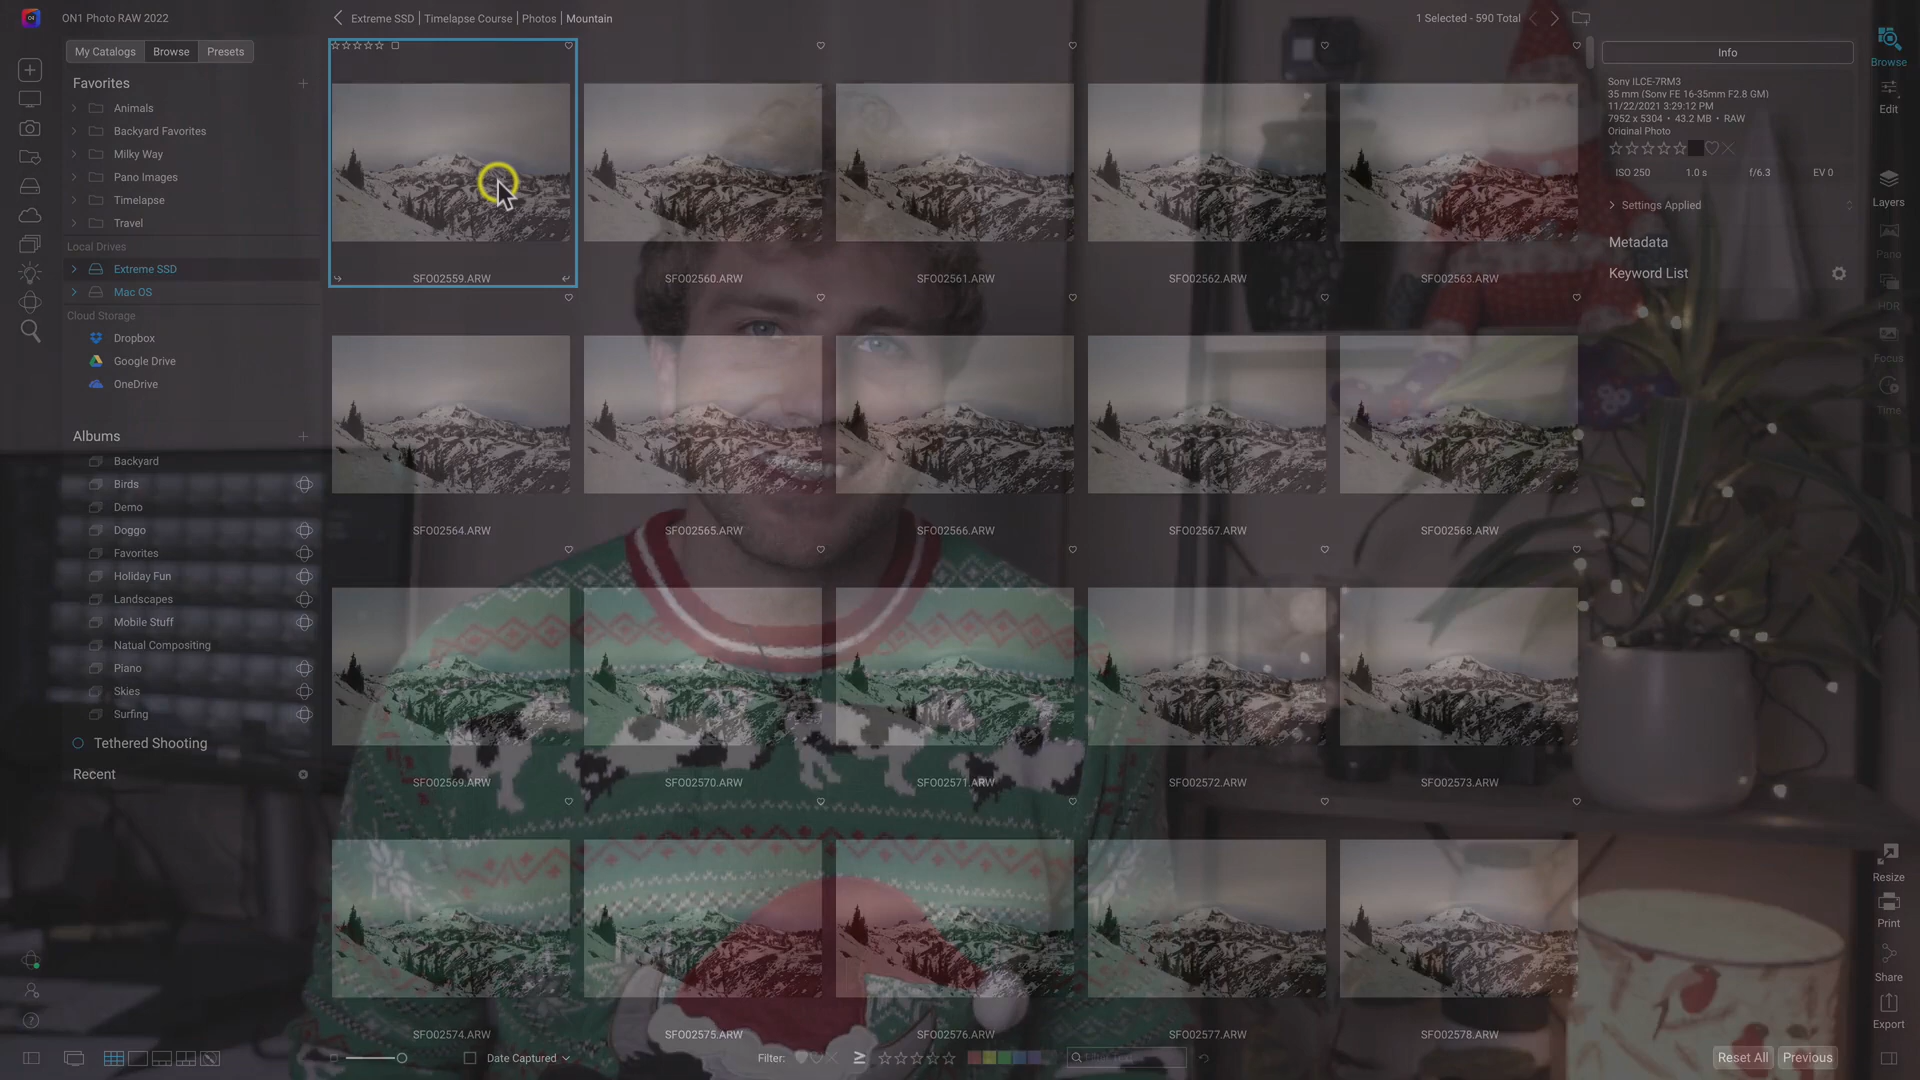 ON1 Photo RAW 2022
Extreme SSD | Timelapse Course | Photos | Mountain
1 Selected - 590 Total
My Catalogs
Browse
Presets
Favorites
Animals
Backyard Favorites
Milky Way
Pano Images
Timelapse
Travel
Local Drives
Extreme SSD
Mac OS
Cloud Storage
Dropbox
Google Drive
OneDrive
Albums
Backyard
Birds
Demo
Doggo
Favorites
Holiday Fun
Landscapes
Mobile Stuff
Natual Compositing
Piano
Skies
Surfing
Tethered Shooting
Recent
SFO02559.ARW
SFO02560.ARW
SFO02561.ARW
SFO02562.ARW
SFO02563.ARW
SFO02564.ARW
SFO02565.ARW
SFO02566.ARW
SFO02567.ARW
SFO02568.ARW
SFO02569.ARW
SFO02570.ARW
SFO02571.ARW
SFO02572.ARW
SFO02573.ARW
SFO02574.ARW
SFO02575.ARW
SFO02576.ARW
SFO02577.ARW
SFO02578.ARW
Date Captured
Filter:
Info
Sony ILCE-7RM3
35 mm (Sony FE 16-35mm F2.8 GM)
11/22/2021 3:29:12 PM
7952 x 5304 • 43.2 MB • RAW
Original Photo
ISO 250
1.0 s
f/6.3
EV 0
Settings Applied
Metadata
Keyword List
Browse
Edit
Layers
Pano
HDR
Focus
Time
Resize
Print
Share
Export
Reset All
Previous